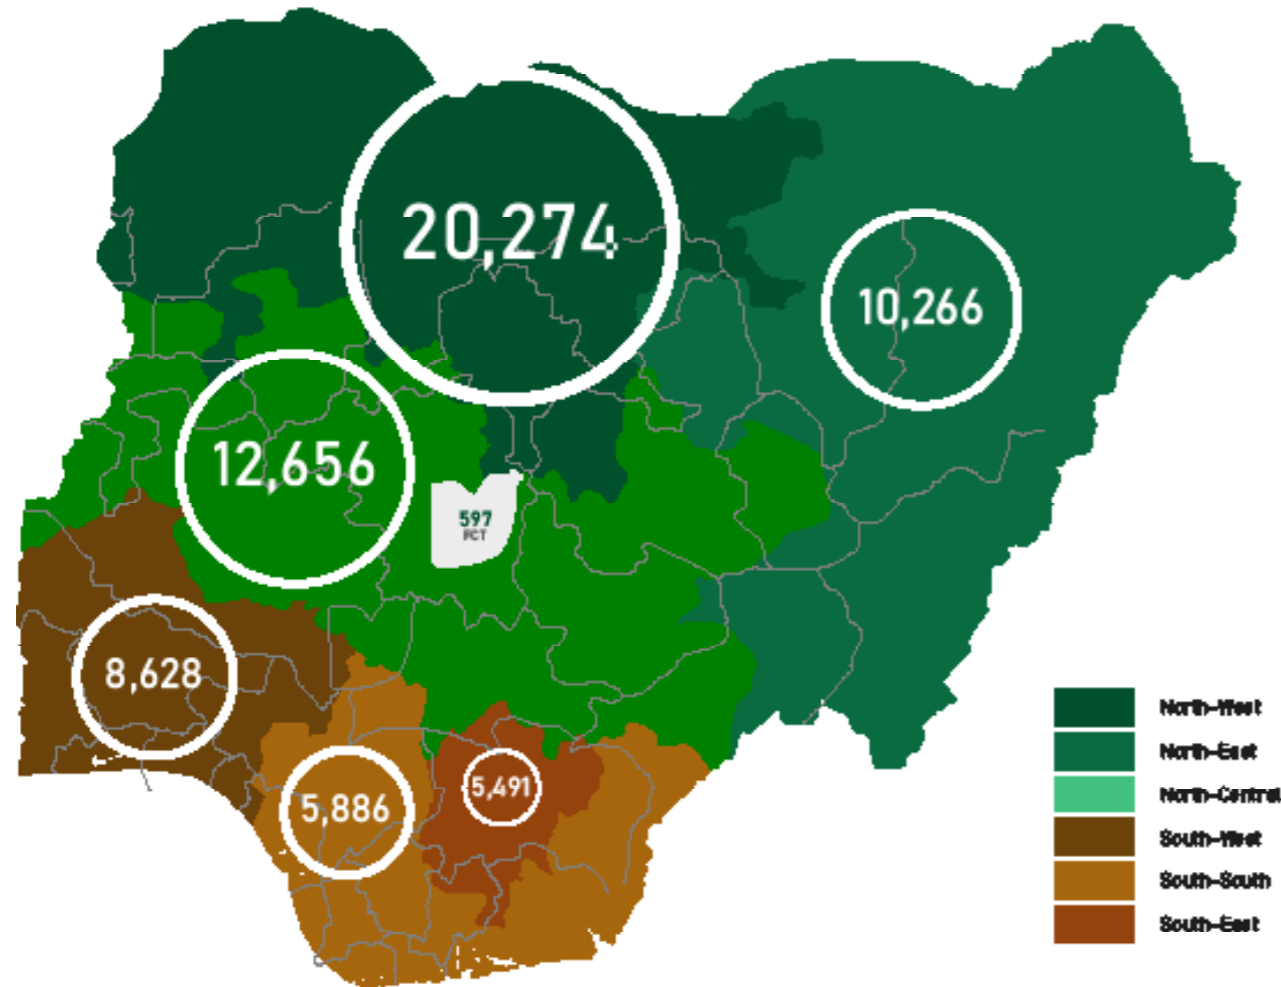 20,274
10,266
12,656
597
FCT
8,628
5,886
5,491
North-West
North-East
North-Central
South-West
South-South
South-East